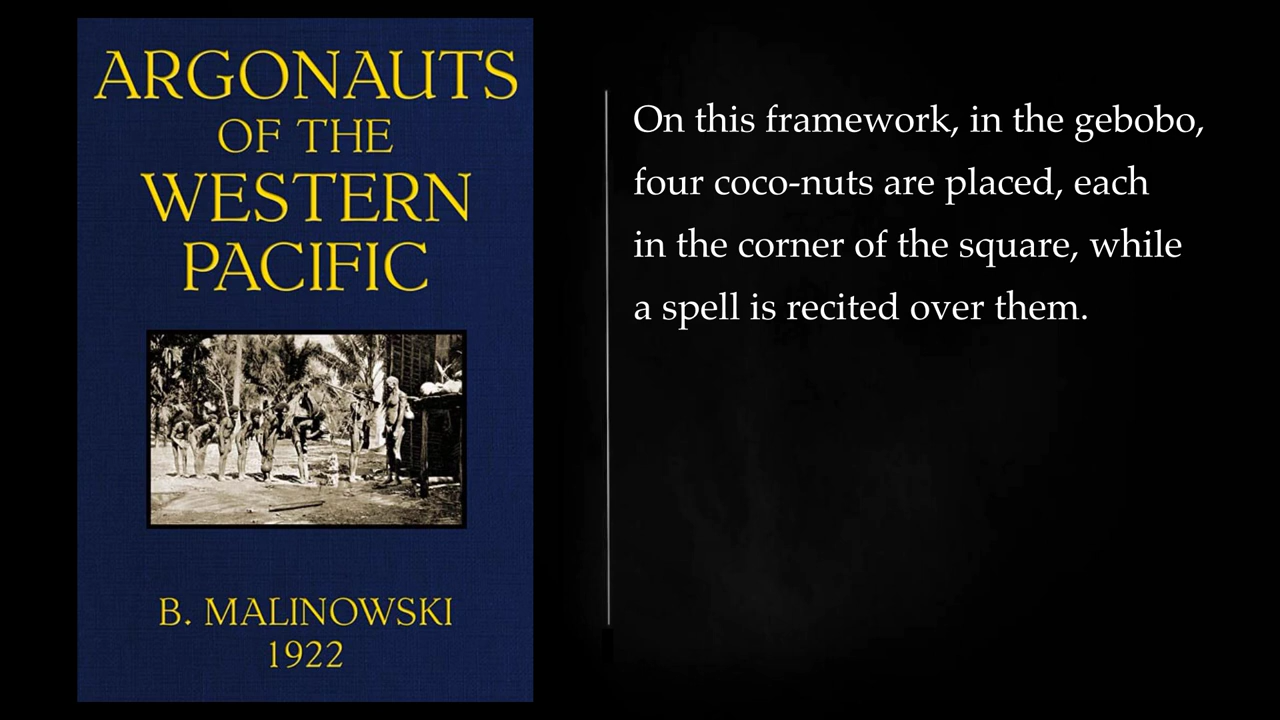 ARGONAUTS
OF THE
WESTERN
PACIFIC
B. MALINOWSKI
1922
On this framework, in the gebobo,
four coco-nuts are placed, each
in the corner of the square, while
a spell is recited over them.